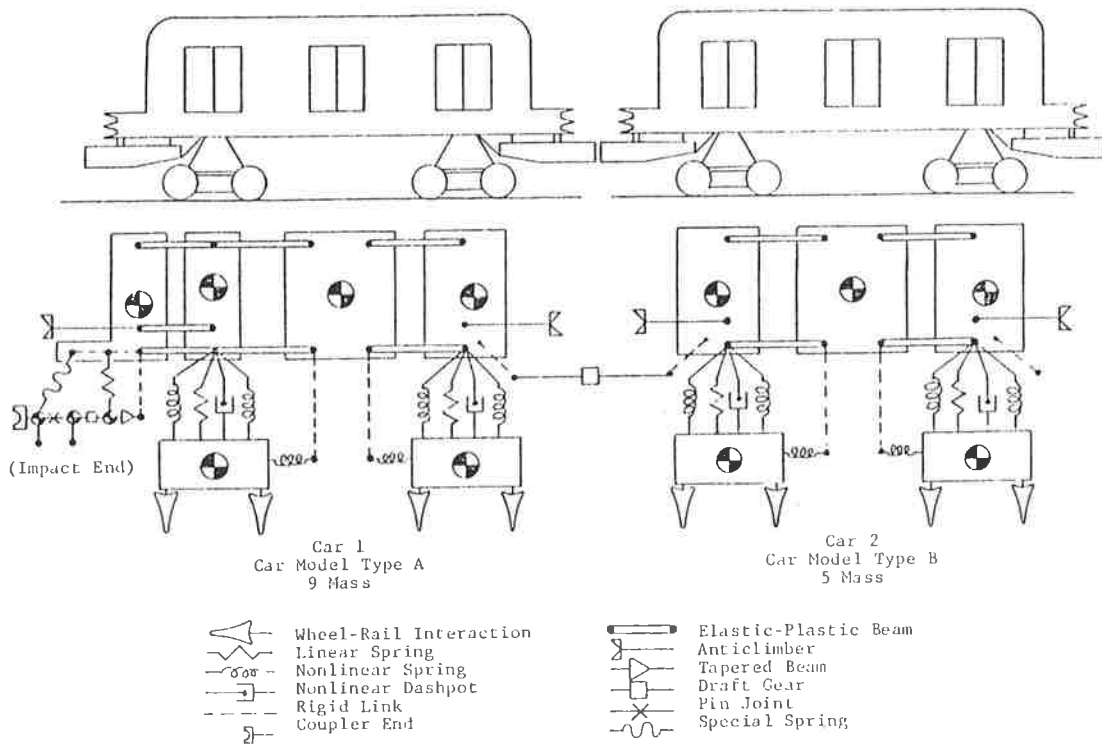 (Impact End)
Car 1
Car Model Type A
9 Mass
Car 2
Car Model Type B
5 Mass
Wheel-Rail Interaction
Linear Spring
Nonlinear Spring
Nonlinear Dashpot
Rigid Link
Coupler End
Elastic-Plastic Beam
Anticlimber
Tapered Beam
Draft Gear
Pin Joint
Special Spring